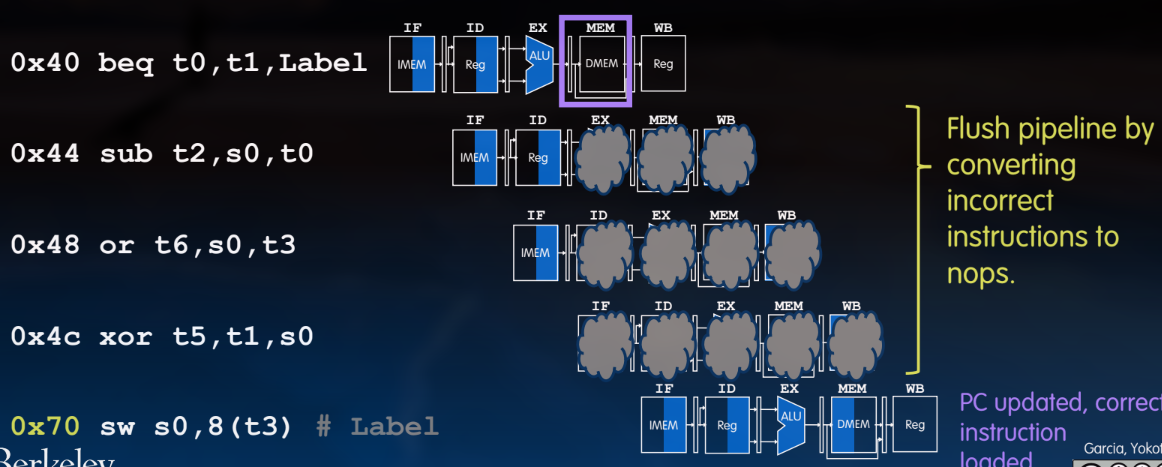 IF ID EX MEM WB
0x40 beq t0,t1,Label IMEM Reg ALU DMEM Reg
IF ID EX MEM WB
0x44 sub t2,s0,t0 IMEM Reg
IF ID EX MEM WB
0x48 or t6,s0,t3 IMEM
IF ID EX MEM WB
0x4c xor t5,t1,s0
IF ID EX MEM WB
0x70 sw s0,8(t3) # Label IMEM Reg ALU DMEM Reg
Flush pipeline by
converting
incorrect
instructions to
nops.
PC updated, correct
instruction
loaded
Berkeley
Garcia, Yokot